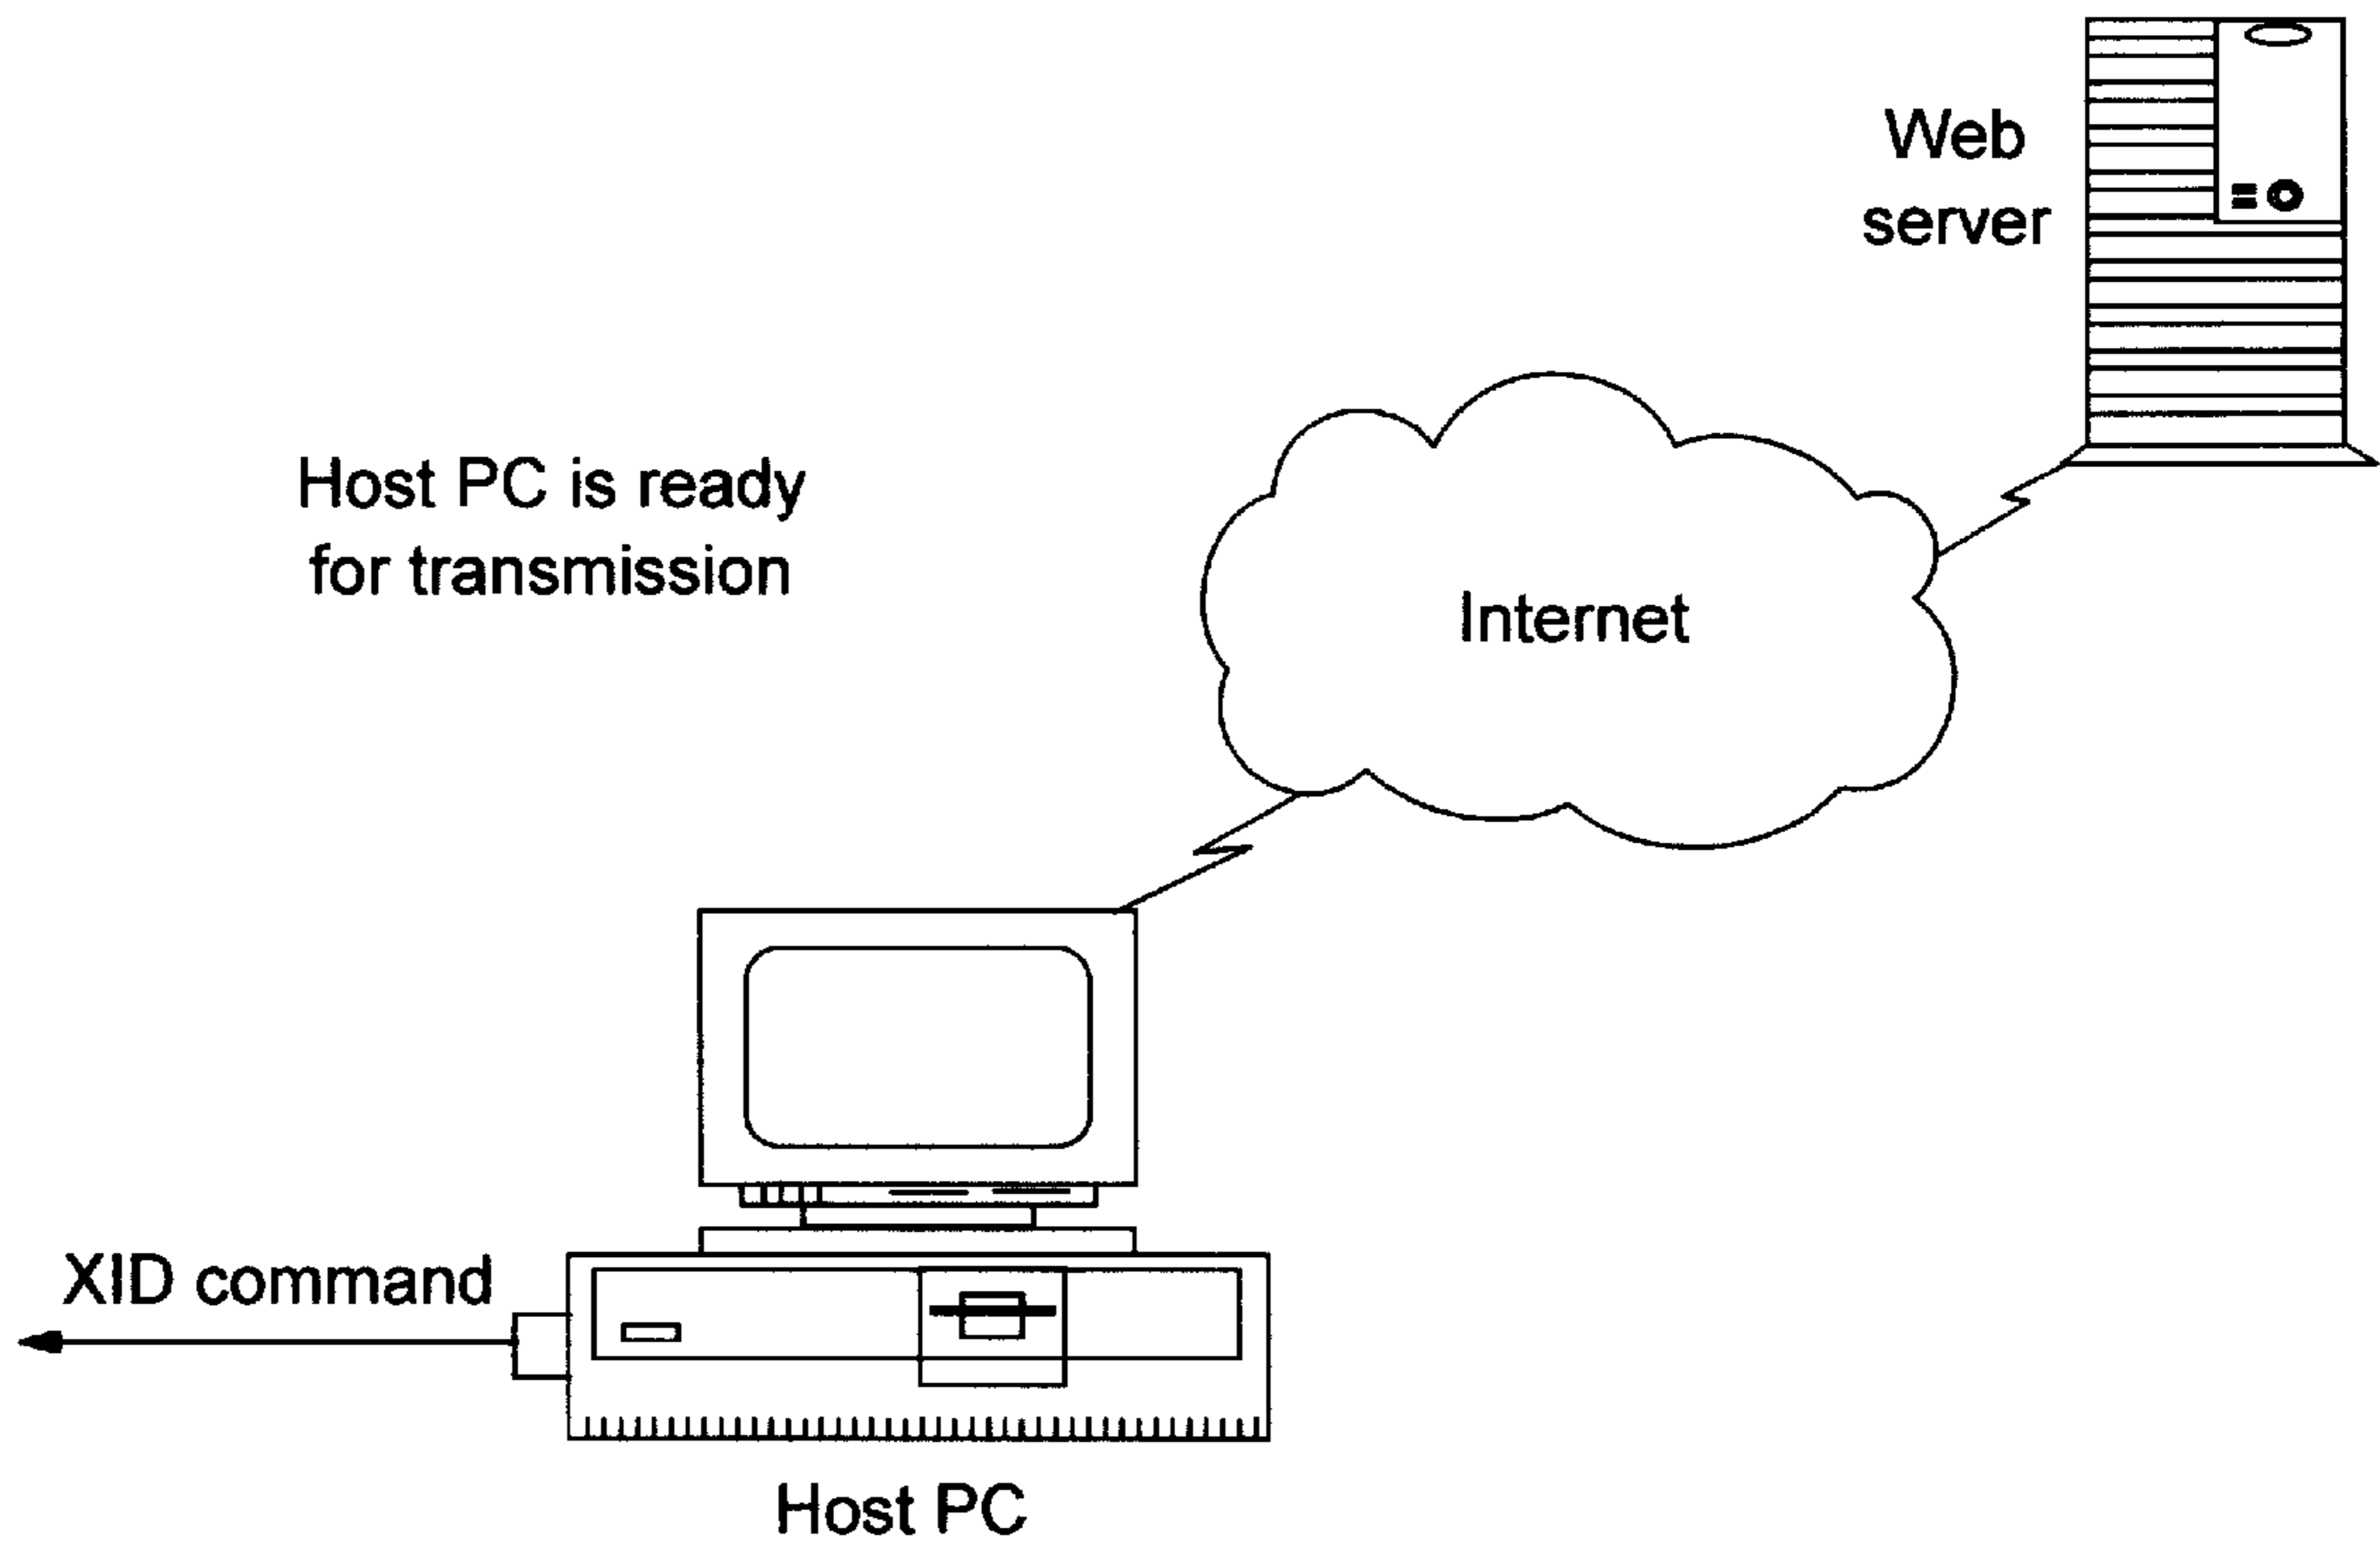 Web
server
Host PC is ready
for transmission
Internet
XID command
Host PC